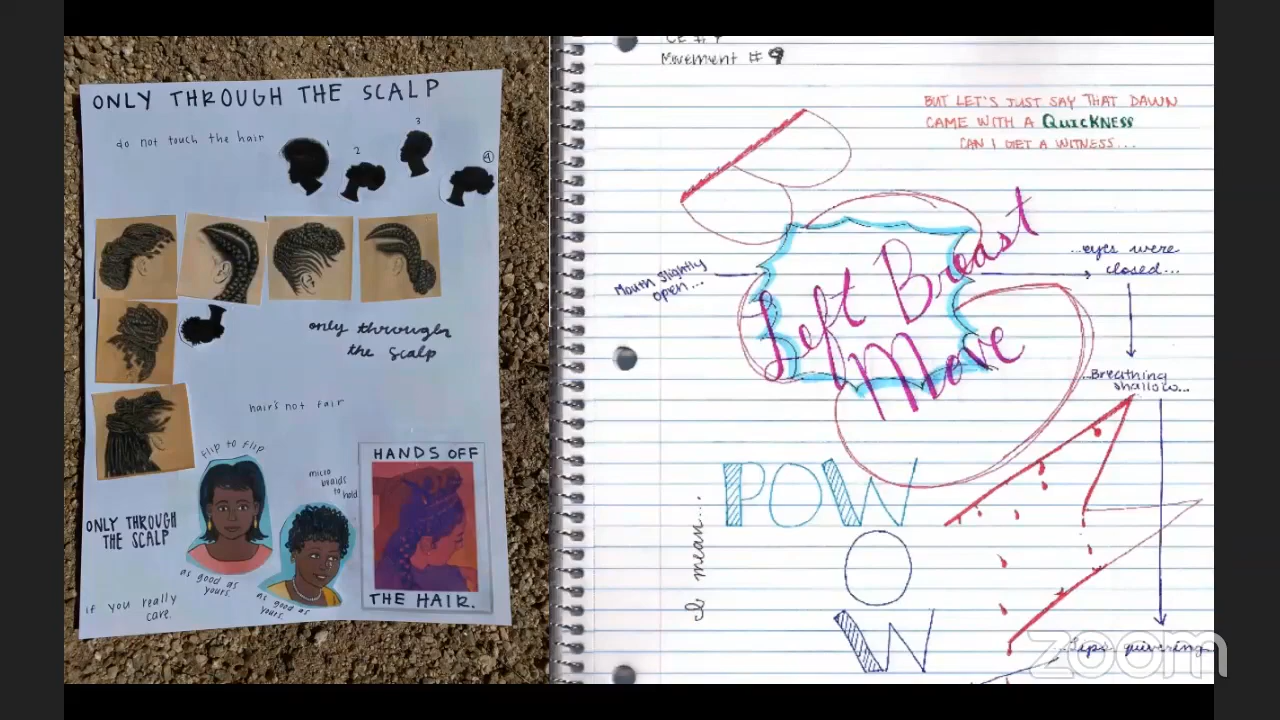 ONLY THROUGH THE SCALP
do not touch the hair
1
2
3
4
only through
the scalp
hair's not fair
flip to flip
micro
braids
to hold
HANDS OFF
THE HAIR.
ONLY THROUGH
THE SCALP
as good as
yours.
as good as
yours.
if you really
care.
Movement # 9
BUT LET'S JUST SAY THAT DAWN
CAME WITH A QUICKNESS
CAN I GET A WITNESS...
Mouth slightly
open...
Left Breast
Move
...eyes were
closed...
...Breathing
shallow...
I mean...
POW
O
W
Lips quivering
zoom